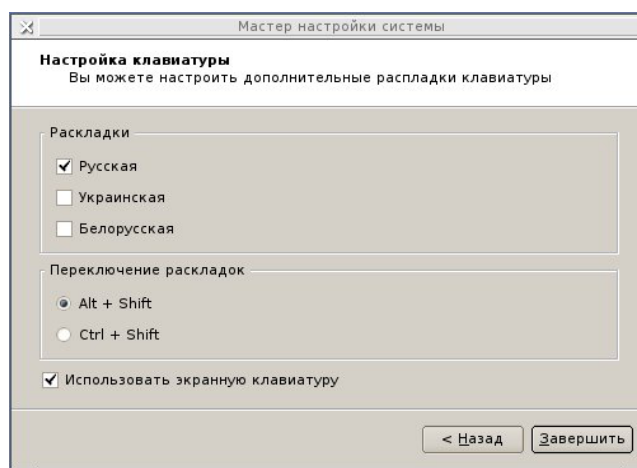 Мастер настройки системы
Настройка клавиатуры
Вы можете настроить дополнительные распладки клавиатуры
Раскладки
Русская
Украинская
Белорусская
Переключение раскладок
Alt + Shift
Ctrl + Shift
Использовать экранную клавиатуру
< Назад
Завершить